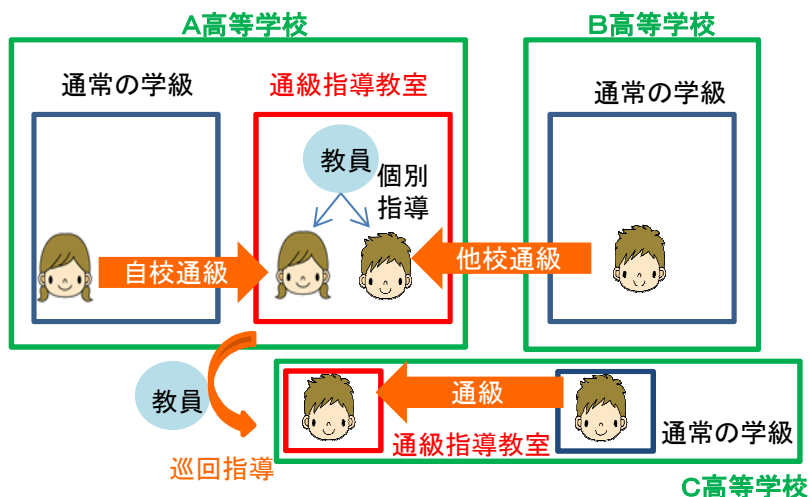 A高等学校
B高等学校
通常の学級
通級指導教室
通常の学級
教員
個別
指導
自校通級
他校通級
教員
巡回指導
通級
通級指導教室
通常の学級
C高等学校